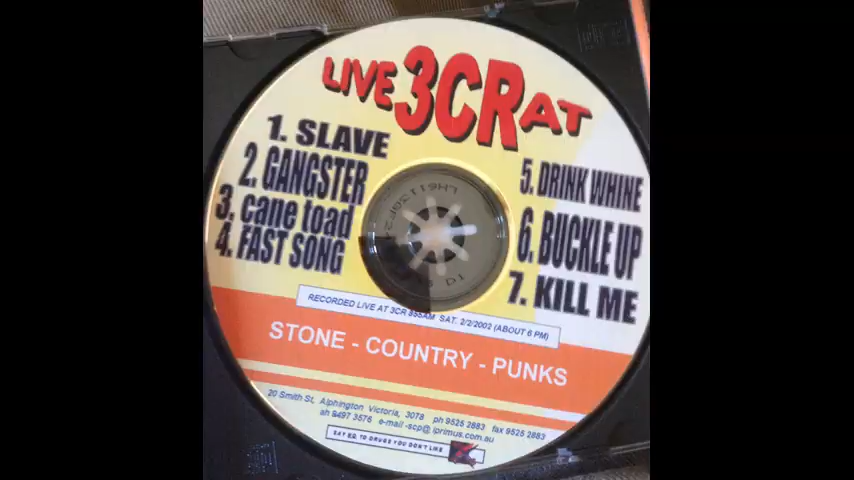 LIVE 3CR AT
1. SLAVE
2. GANGSTER
3. cane toad
4. FAST SONG
5. DRINK WHINE
6. BUCKLE UP
7. KILL ME
RECORDED LIVE AT 3CR 855AM SAT. 2/2/2002 (ABOUT 6 PM)
STONE - COUNTRY - PUNKS
20 Smith St, Alphington Victoria, 3078 ph 9525 2883 fax 9525 2883
ah 9497 3576 e-mail -scp@ iprimus.com.au
SAY NO TO DRUGS YOU DON'T LIKE